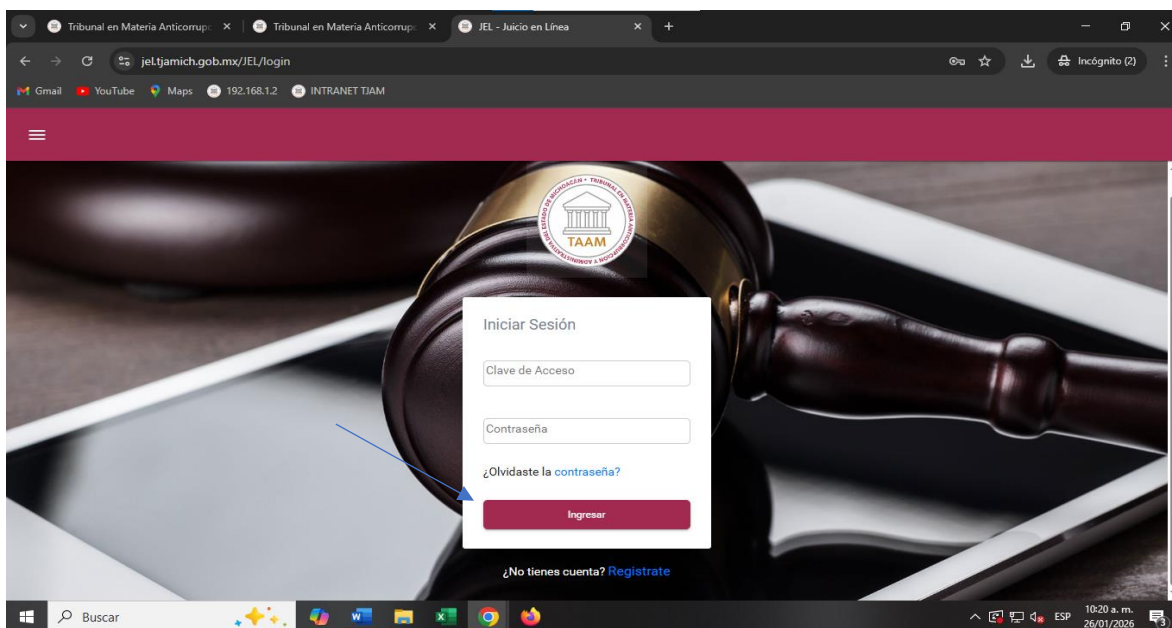 Tribunal en Materia Anticorrupc
Tribunal en Materia Anticorrupc
JEL - Juicio en Línea
jel.tjamich.gob.mx/JEL/login
Incógnito (2)
Gmail
YouTube
Maps
192.168.1.2
INTRANET TJAM
TAAM
Iniciar Sesión
Clave de Acceso
Contraseña
¿Olvidaste la contraseña?
Ingresar
¿No tienes cuenta? Registrate
Buscar
ESP
10:20 a. m.
26/01/2026